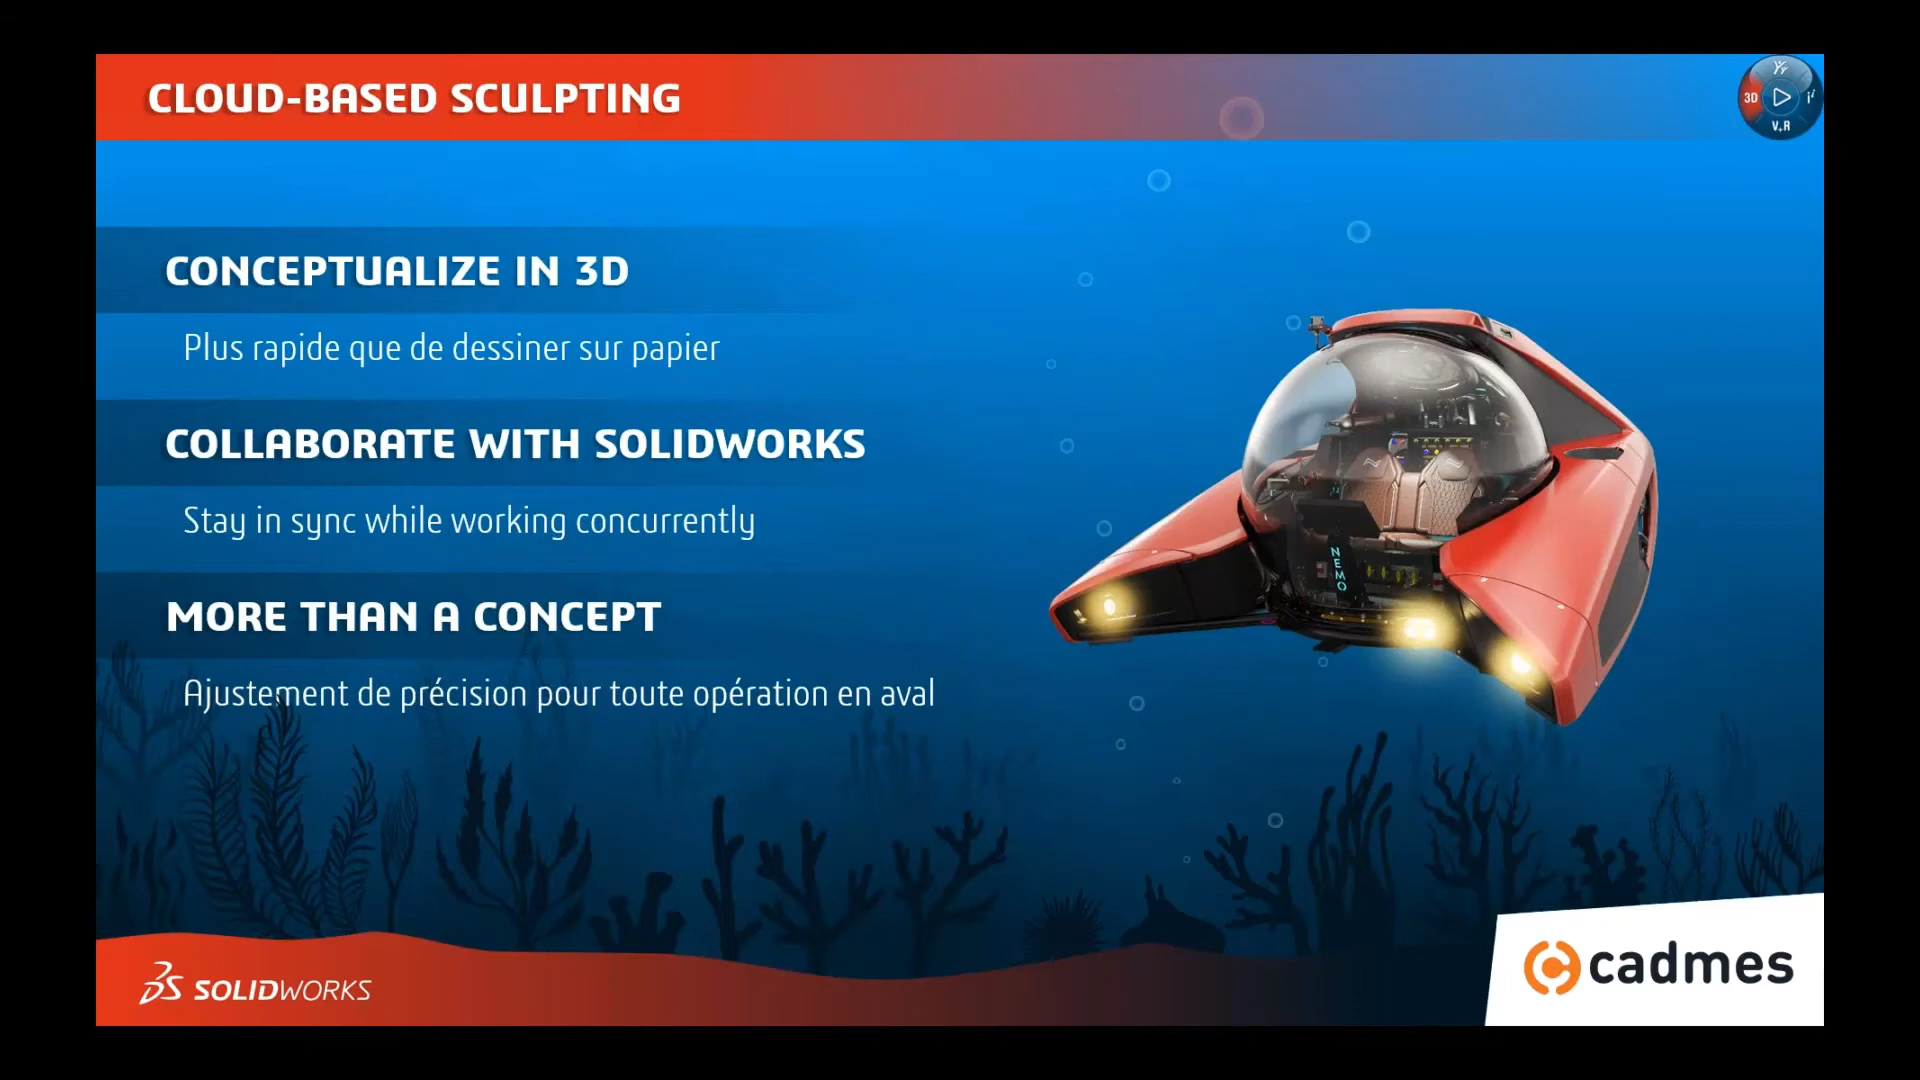 CLOUD-BASED SCULPTING
3D
V,R
CONCEPTUALIZE IN 3D
Plus rapide que de dessiner sur papier
COLLABORATE WITH SOLIDWORKS
Stay in sync while working concurrently
NEMO
MORE THAN A CONCEPT
Ajustement de précision pour toute opération en aval
SOLIDWORKS
cadmes